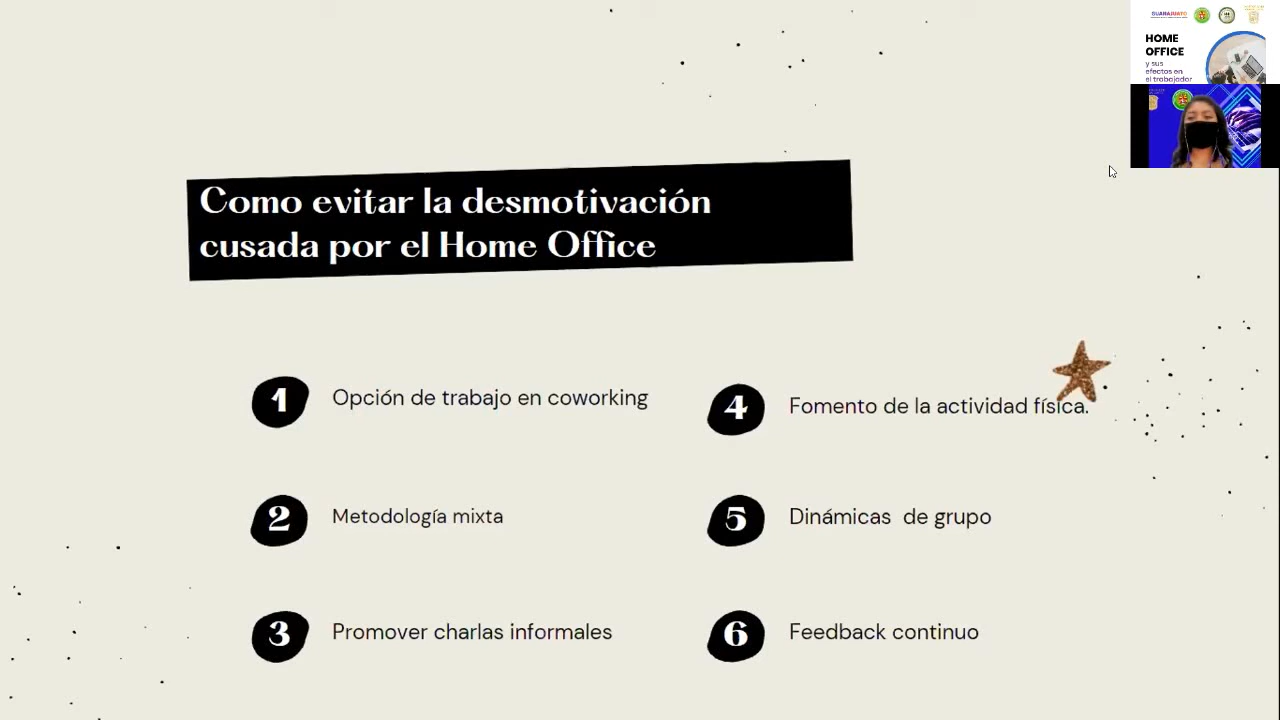 Como evitar la desmotivación
cusada por el Home Office
1 Opción de trabajo en coworking
2 Metodología mixta
3 Promover charlas informales
4 Fomento de la actividad física.
5 Dinámicas de grupo
6 Feedback continuo
GUANAJUATO
HOME
OFFICE
y sus
efectos en
el trabajador